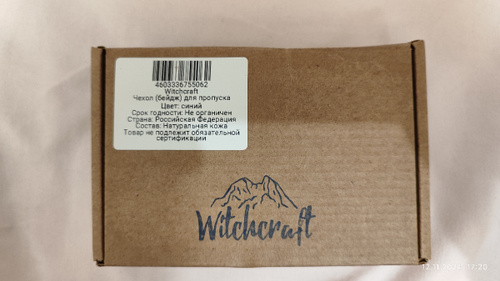 4603336755062
Witchcraft
Чехол (бейдж) для пропуска
Цвет: синий
Срок годности: Не органичен
Страна: Российская Федерация
Состав: Натуральная кожа
Товар не подлежит обязательной
сертификации
Witchcraft